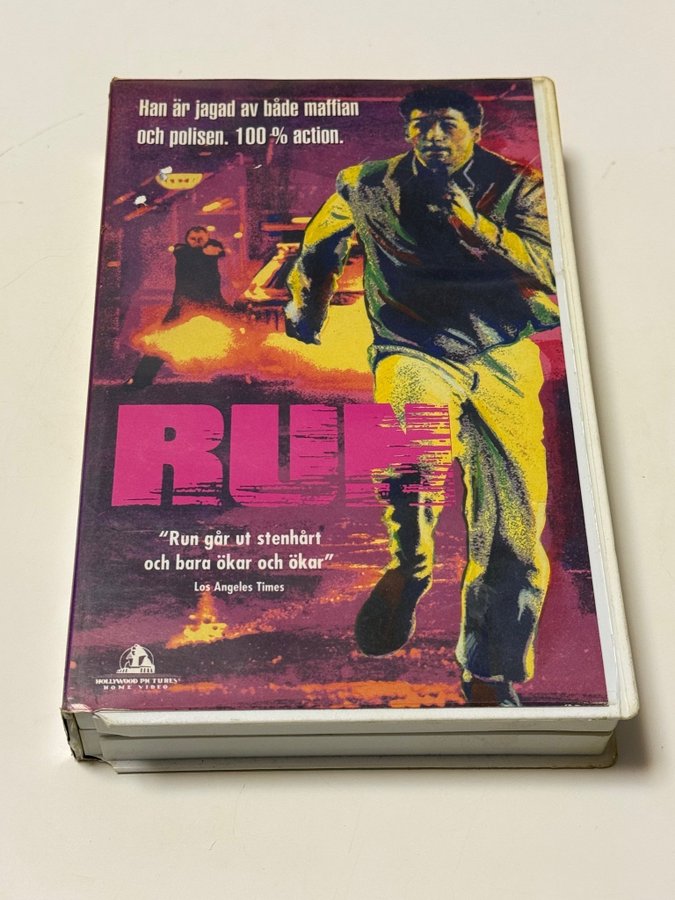 Han är jagad av både maffian
och polisen. 100 % action.
RUN
"Run går ut stenhårt
och bara ökar och ökar"
Los Angeles Times
HOLLYWOOD PICTURES
HOME VIDEO